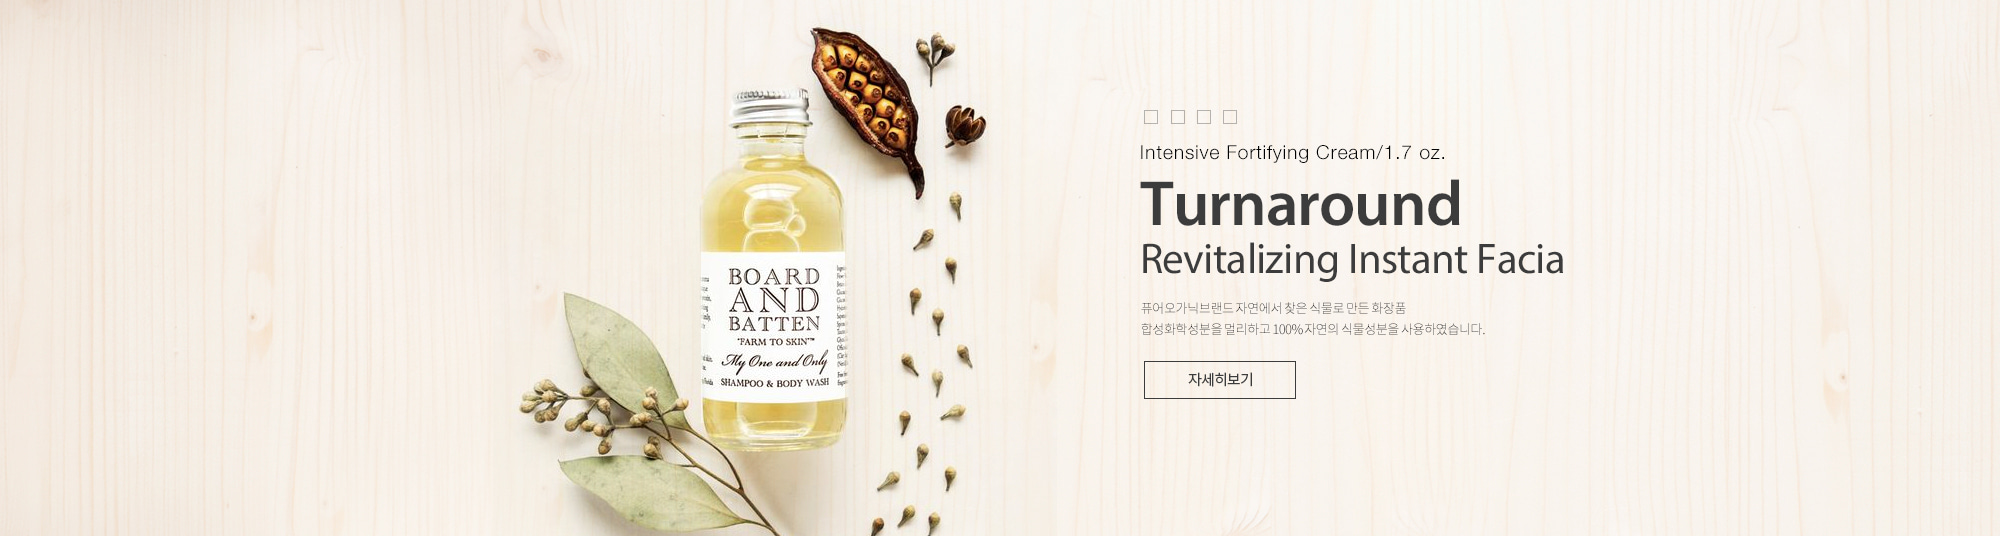 BOARD
AND
BATTEN
"FARM TO SKIN"™
My One and Only
SHAMPOO & BODY WASH
Intensive Fortifying Cream/1.7 oz.
Turnaround
Revitalizing Instant Facia
퓨어오가닉브랜드 자연에서 찾은 식물로 만든 화장품
합성화학성분을 멀리하고 100%자연의 식물성분을 사용하였습니다.
자세히보기